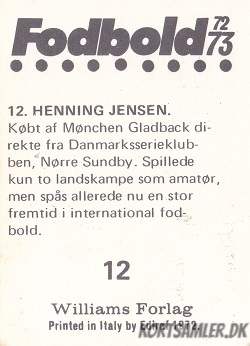 Fodbold 72
73
12. HENNING JENSEN.
Købt af Mønchen Gladback di-
rekte fra Danmarksserieklub-
ben, Nørre Sundby. Spillede
kun to landskampe som amatør,
men spås allerede nu en stor
fremtid i international fod-
bold.
12
Williams Forlag
Printed in Italy by Ediraf 1972.
KORTSAMLER.DK